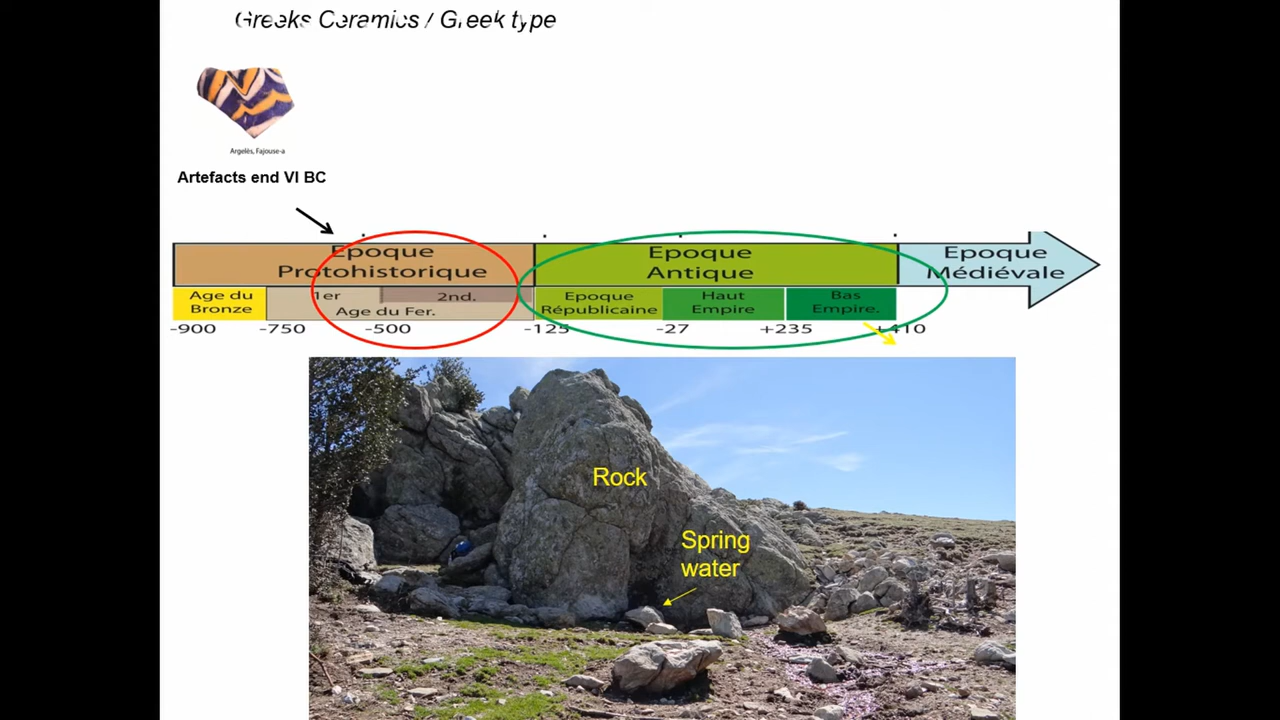 Greeks Ceramics / Greek type
Argelès, Fajouse-a
Artefacts end VI BC
Epoque
Protohistorique
Epoque
Antique
Epoque
Médiévale
Age du
Bronze
1er
2nd.
Age du Fer.
Epoque
Républicaine
Haut
Empire
Bas
Empire.
-900
-750
-500
-125
-27
+235
+410
Rock
Spring
water